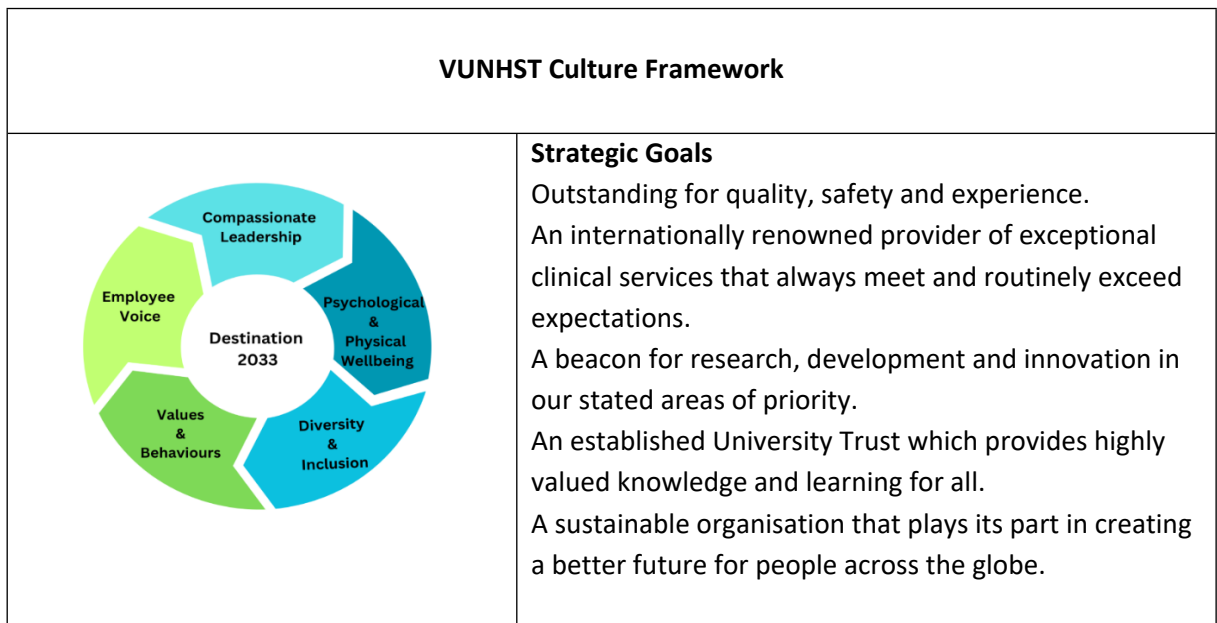 VUNHST Culture Framework
Compassionate
Leadership
Psychological
&
Physical
Wellbeing
Diversity
&
Inclusion
Values
&
Behaviours
Employee
Voice
Destination
2033
Strategic Goals
Outstanding for quality, safety and experience.
An internationally renowned provider of exceptional
clinical services that always meet and routinely exceed
expectations.
A beacon for research, development and innovation in
our stated areas of priority.
An established University Trust which provides highly
valued knowledge and learning for all.
A sustainable organisation that plays its part in creating
a better future for people across the globe.